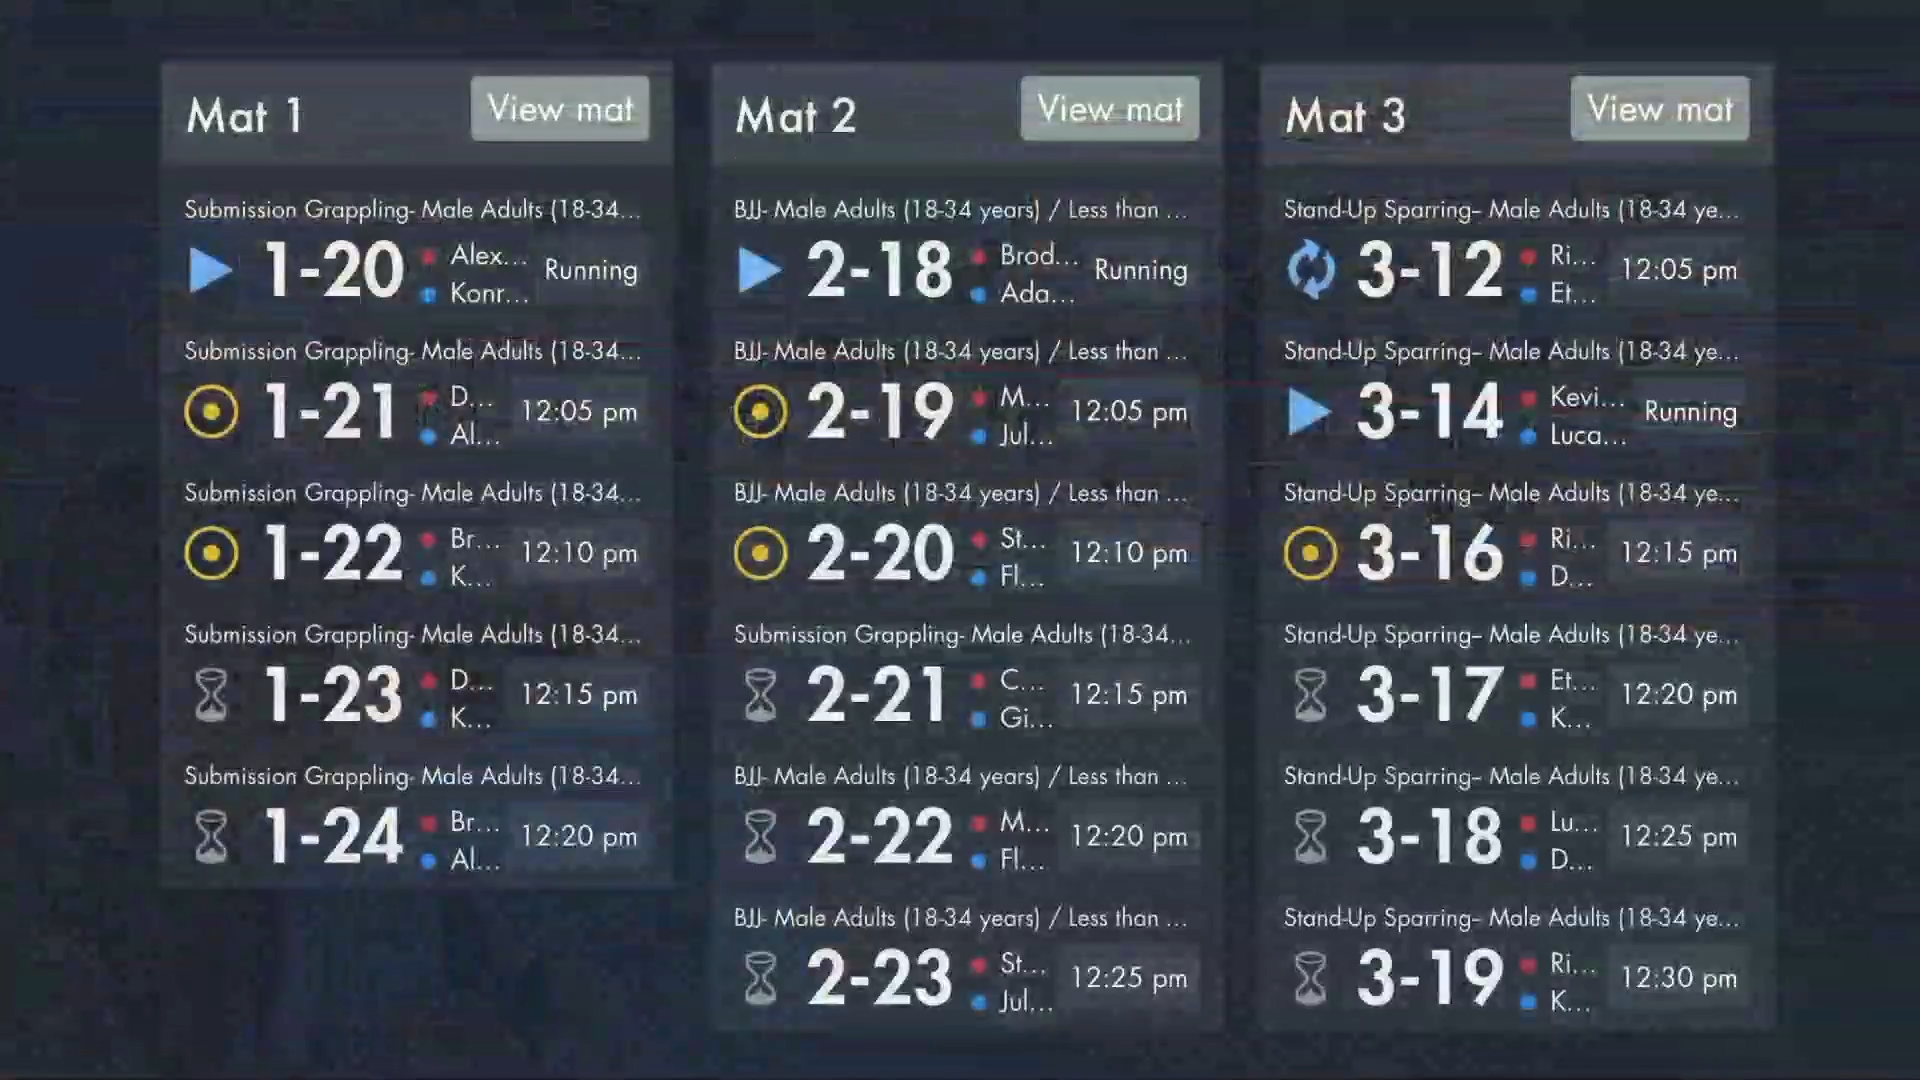 Mat 1
View mat
Submission Grappling- Male Adults (18-34...
1-20
Alex...
Konr...
Running
Submission Grappling- Male Adults (18-34...
1-21
D...
Al...
12:05 pm
Submission Grappling- Male Adults (18-34...
1-22
Br...
K...
12:10 pm
Submission Grappling- Male Adults (18-34...
1-23
D...
K...
12:15 pm
Submission Grappling- Male Adults (18-34...
1-24
Br...
Al...
12:20 pm
Mat 2
View mat
BJJ- Male Adults (18-34 years) / Less than ...
2-18
Brod...
Ada...
Running
BJJ- Male Adults (18-34 years) / Less than ...
2-19
M...
Jul...
12:05 pm
BJJ- Male Adults (18-34 years) / Less than ...
2-20
St...
Fl...
12:10 pm
Submission Grappling- Male Adults (18-34...
2-21
C...
Gi...
12:15 pm
BJJ- Male Adults (18-34 years) / Less than ...
2-22
M...
Fl...
12:20 pm
BJJ- Male Adults (18-34 years) / Less than ...
2-23
St...
Jul...
12:25 pm
Mat 3
View mat
Stand-Up Sparring- Male Adults (18-34 ye...
3-12
Ri...
Et...
12:05 pm
Stand-Up Sparring- Male Adults (18-34 ye...
3-14
Kevi...
Luca...
Running
Stand-Up Sparring- Male Adults (18-34 ye...
3-16
Ri...
D...
12:15 pm
Stand-Up Sparring- Male Adults (18-34 ye...
3-17
Et...
K...
12:20 pm
Stand-Up Sparring- Male Adults (18-34 ye...
3-18
Lu...
D...
12:25 pm
Stand-Up Sparring- Male Adults (18-34 ye...
3-19
Ri...
K...
12:30 pm